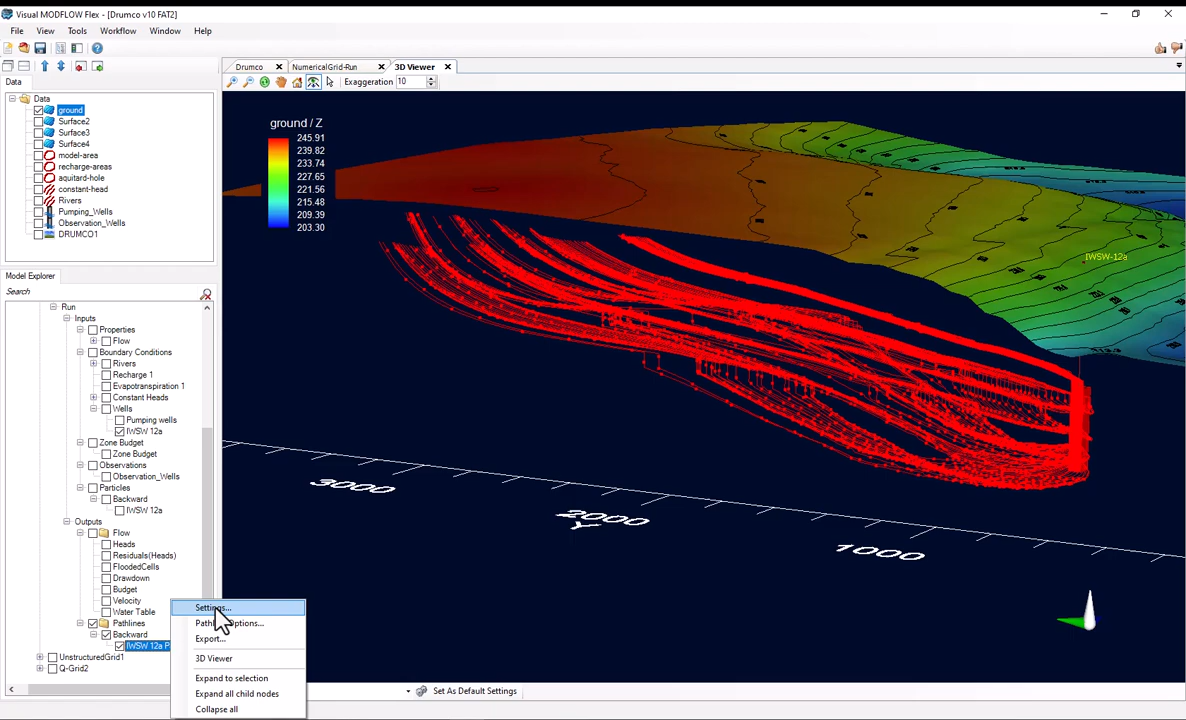 Visual MODFLOW Flex - [Drumco v10 FAT2]
File View Tools Workflow Window Help
Data
Drumco
NumericalGrid-Run
3D Viewer
Exaggeration 10
Data
ground
Surface2
Surface3
Surface4
model-area
recharge-areas
aquitard-hole
constant-head
Rivers
Pumping_Wells
Observation_Wells
DRUMCO1
ground / Z
245.91
239.82
233.74
227.65
221.56
215.48
209.39
203.30
IWSW-12a
3000
2000
Y
1000
Model Explorer
Search
Run
Inputs
Properties
Flow
Boundary Conditions
Rivers
Recharge 1
Evapotranspiration 1
Constant Heads
Wells
Pumping wells
IWSW 12a
Zone Budget
Zone Budget
Observations
Observation_Wells
Particles
Backward
IWSW 12a
Outputs
Flow
Heads
Residuals(Heads)
FloodedCells
Drawdown
Budget
Velocity
Water Table
Pathlines
Backward
IWSW 12a P
UnstructuredGrid1
Q-Grid2
Settings...
Export...
3D Viewer
Expand to selection
Expand all child nodes
Collapse all
Set As Default Settings